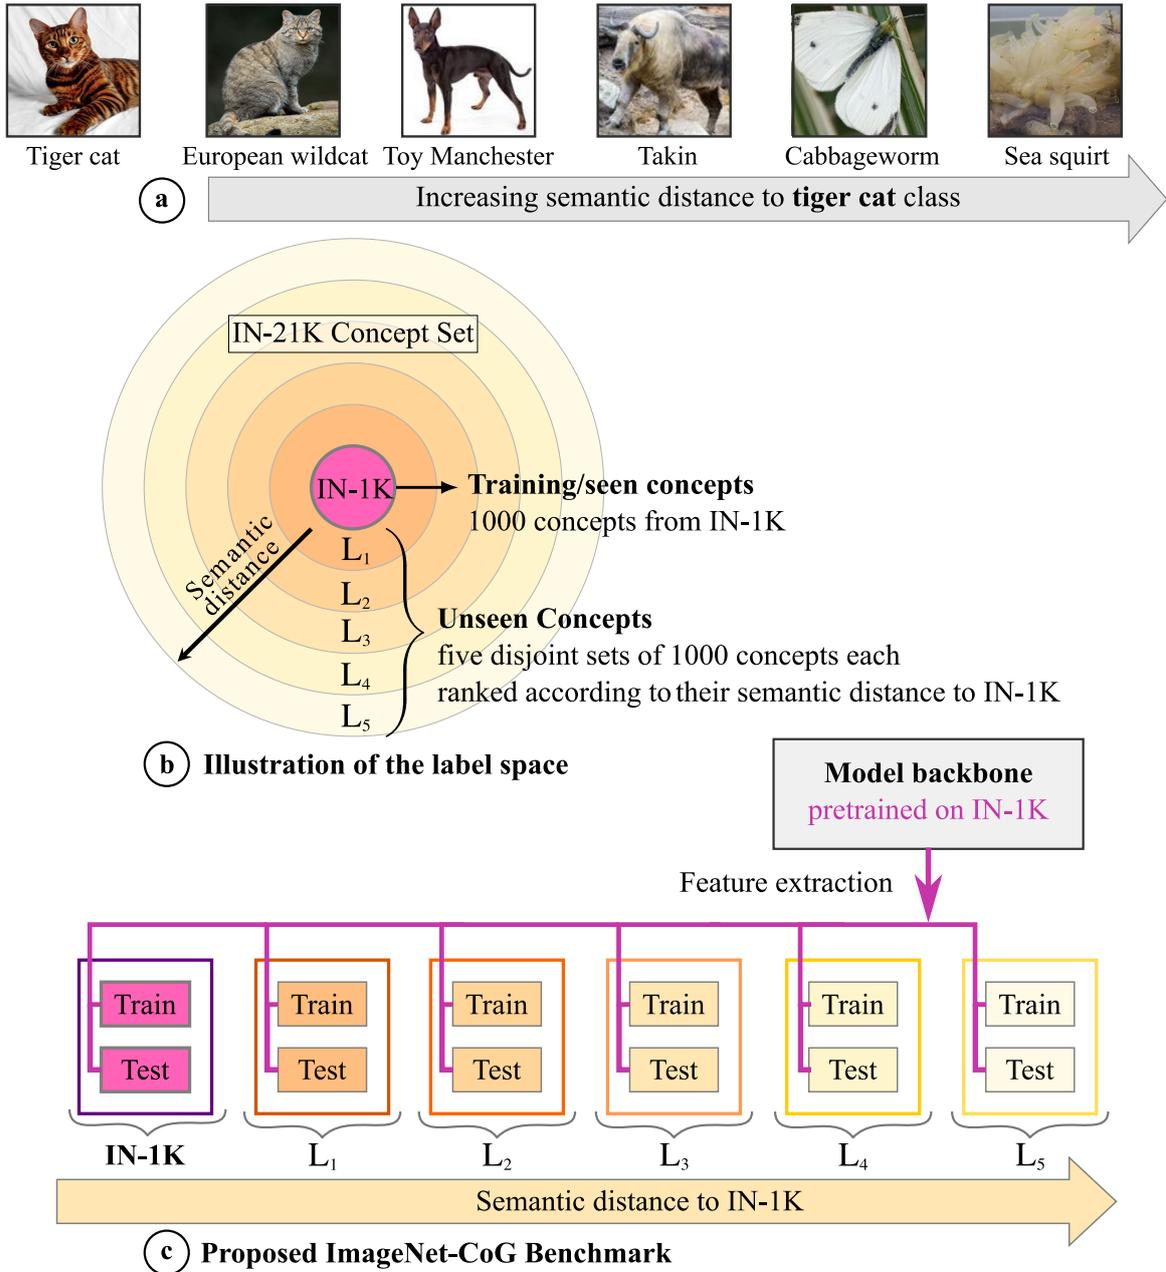 Tiger cat
European wildcat
Toy Manchester
Takin
Cabbageworm
Sea squirt
a
Increasing semantic distance to tiger cat class
IN-21K Concept Set
IN-1K
Training/seen concepts
1000 concepts from IN-1K
Semantic
distance
L1
L2
L3
L4
L5
Unseen Concepts
five disjoint sets of 1000 concepts each
ranked according to their semantic distance to IN-1K
b Illustration of the label space
Model backbone
pretrained on IN-1K
Feature extraction
Train
Train
Train
Train
Train
Train
Test
Test
Test
Test
Test
Test
IN-1K
L1
L2
L3
L4
L5
Semantic distance to IN-1K
c Proposed ImageNet-CoG Benchmark